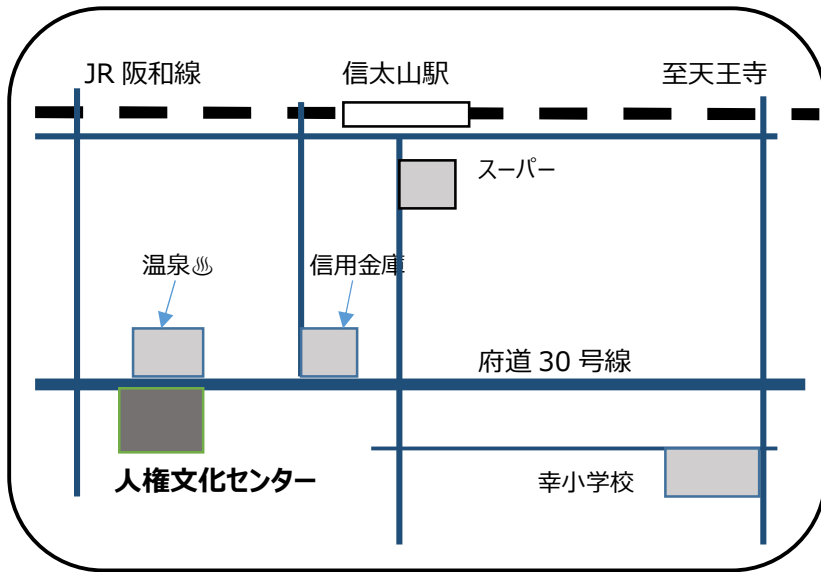 JR 阪和線
信太山駅
至天王寺
スーパー
温泉♨
信用金庫
府道 30 号線
人権文化センター
幸小学校